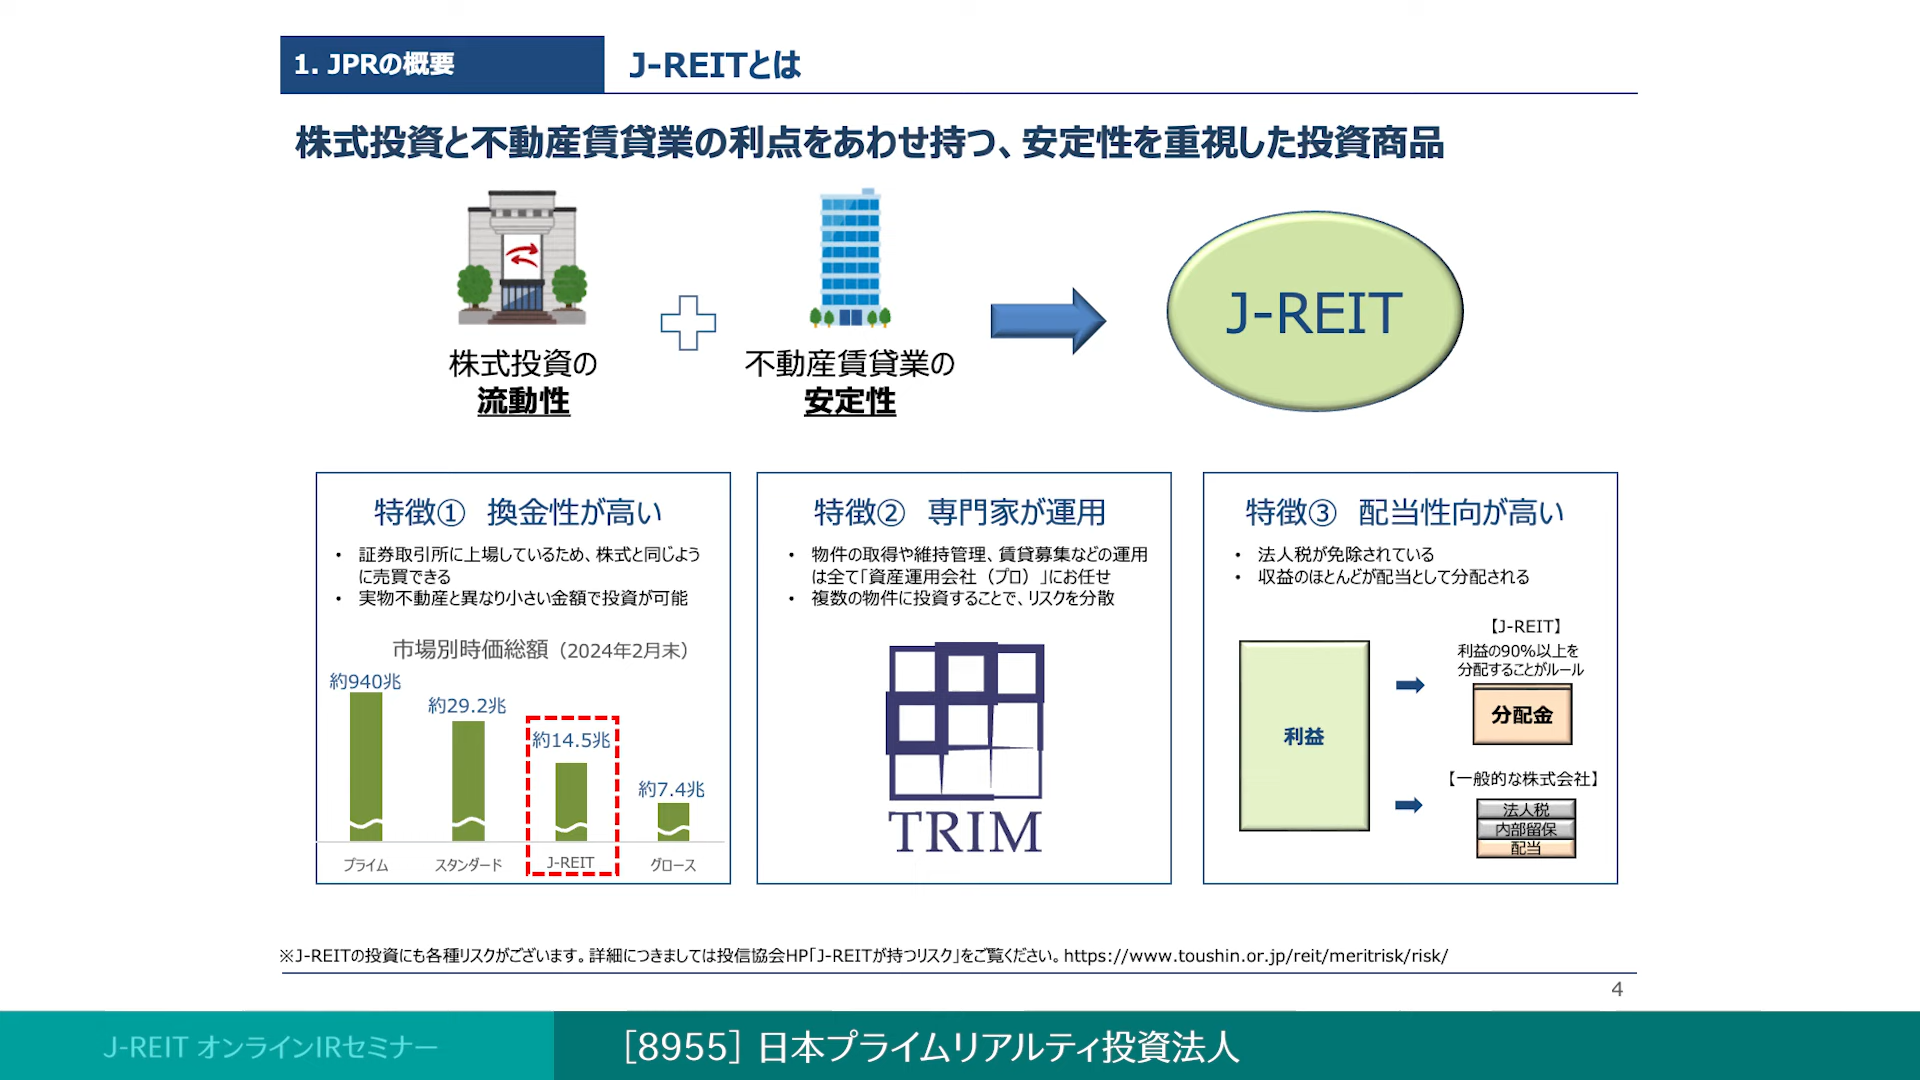 1. JPRの概要
J-REITとは
株式投資と不動産賃貸業の利点をあわせ持つ、安定性を重視した投資商品
株式投資の
流動性
不動産賃貸業の
安定性
J-REIT
特徴① 換金性が高い
• 証券取引所に上場しているため、株式と同じよう
に売買できる
• 実物不動産と異なり小さい金額で投資が可能
市場別時価総額（2024年2月末）
約940兆
約29.2兆
約14.5兆
約7.4兆
プライム
スタンダード
J-REIT
グロース
特徴② 専門家が運用
• 物件の取得や維持管理、賃貸募集などの運用
は全て「資産運用会社（プロ）」にお任せ
• 複数の物件に投資することで、リスクを分散
TRIM
特徴③ 配当性向が高い
• 法人税が免除されている
• 収益のほとんどが配当として分配される
利益
【J-REIT】
利益の90%以上を
分配することがルール
分配金
【一般的な株式会社】
法人税
内部留保
配当
※J-REITの投資にも各種リスクがございます。詳細につきましては投信協会HP「J-REITが持つリスク」をご覧ください。https://www.toushin.or.jp/reit/meritrisk/risk/
4
J-REIT オンラインIRセミナー
［8955］日本プライムリアルティ投資法人